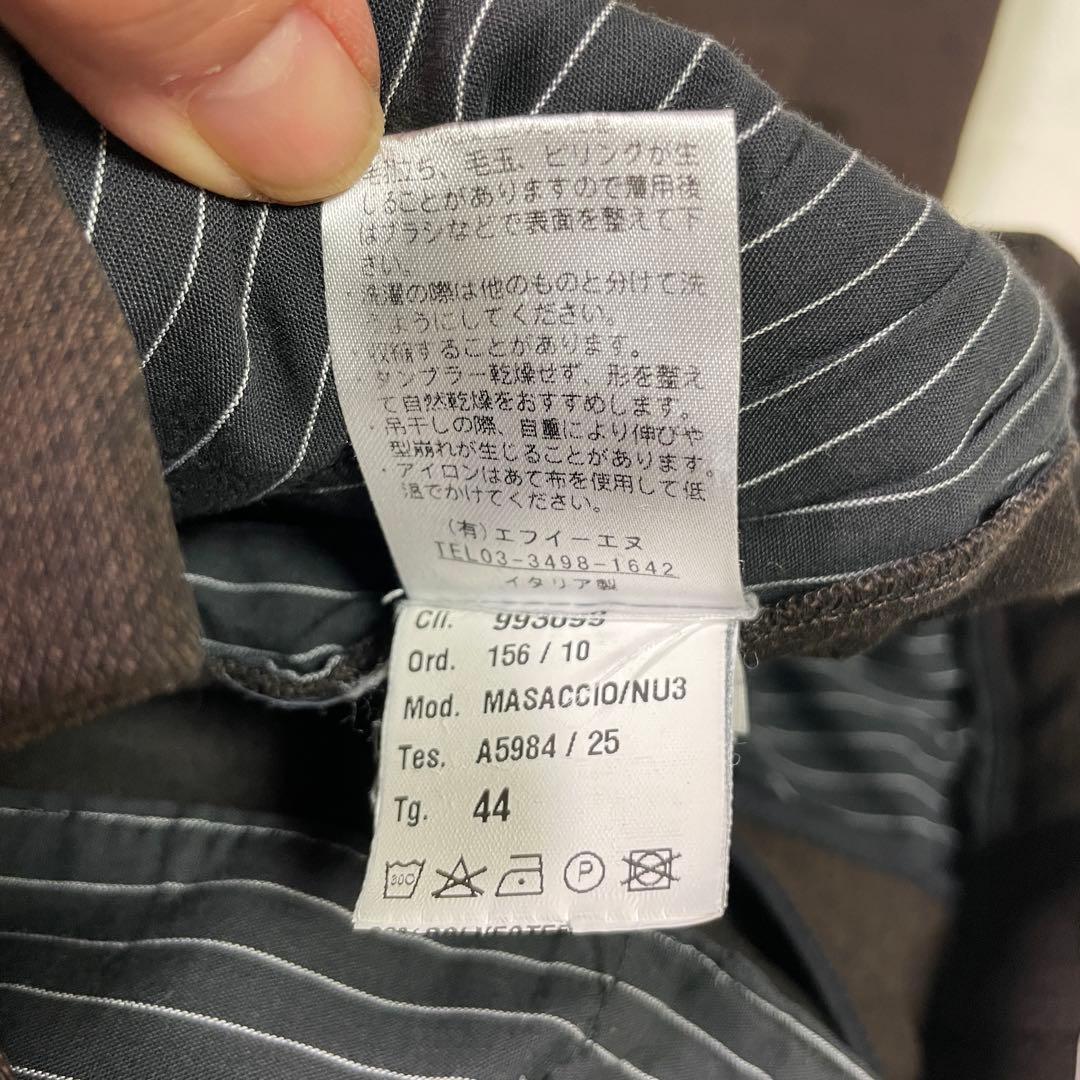 毛羽立ち、毛玉、ピリングが生
じることがありますので着用後
はブラシなどで表面を整えて下
さい。
洗濯の際は他のものと分けて洗
うようにしてください。
・収縮することがあります。
・タンブラー乾燥せず、形を整え
て自然乾燥をおすすめします。
・吊干しの際、自重により伸びや
型崩れが生じることがあります。
・アイロンはあて布を使用して低
温でかけてください。
(有)エフイーエヌ
TEL03-3498-1642
イタリア製
Cli. 993099
Ord. 156 / 10
Mod. MASACCIO/NU3
Tes. A5984 / 25
Tg. 44
30C
P